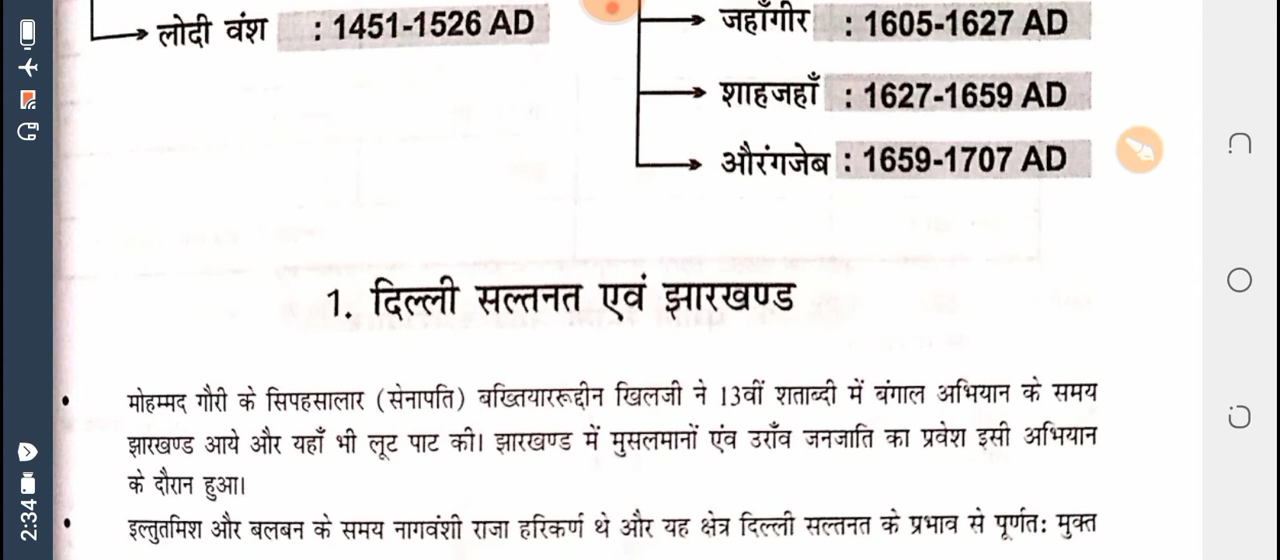 लोदी वंश : 1451-1526 AD
जहाँगीर : 1605-1627 AD
शाहजहाँ : 1627-1659 AD
औरंगजेब : 1659-1707 AD
1. दिल्ली सल्तनत एवं झारखण्ड
• मोहम्मद गौरी के सिपहसालार (सेनापति) बख्तियाररूद्दीन खिलजी ने 13वीं शताब्दी में बंगाल अभियान के समय
झारखण्ड आये और यहाँ भी लूट पाट की। झारखण्ड में मुसलमानों एंव उराँव जनजाति का प्रवेश इसी अभियान
के दौरान हुआ।
• इल्तुतमिश और बलबन के समय नागवंशी राजा हरिकर्ण थे और यह क्षेत्र दिल्ली सल्तनत के प्रभाव से पूर्णतः मुक्त
2:34